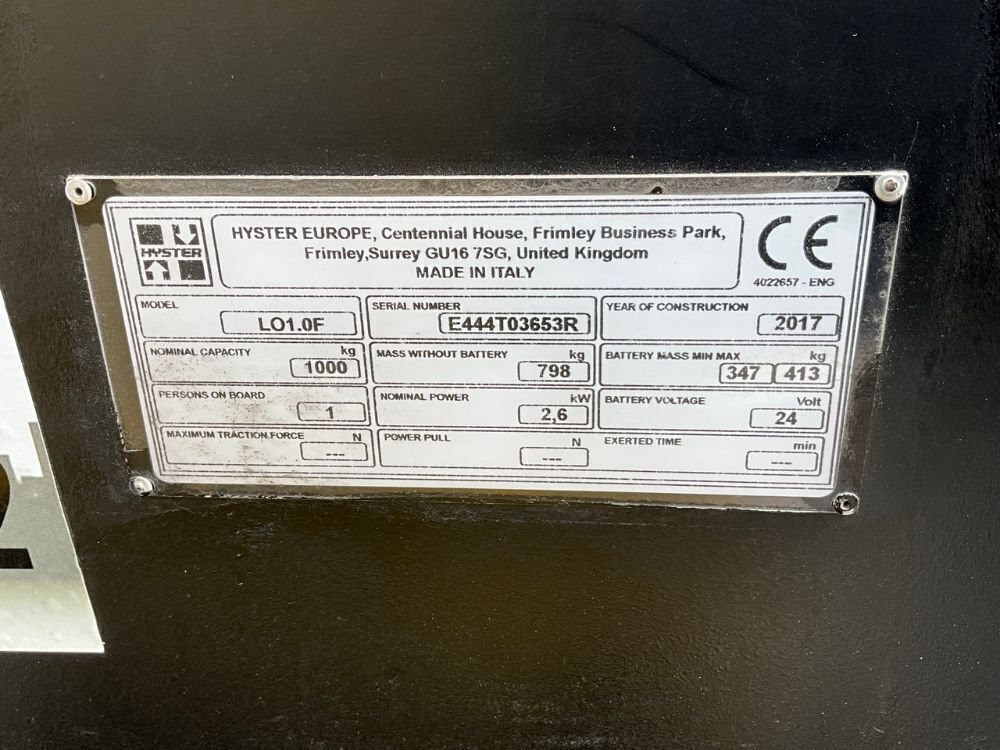 HYSTER
HYSTER EUROPE, Centennial House, Frimley Business Park,
Frimley,Surrey GU16 7SG, United Kingdom
MADE IN ITALY
CE
4022657 - ENG
MODEL
LO1.0F
SERIAL NUMBER
E444T03653R
YEAR OF CONSTRUCTION
2017
NOMINAL CAPACITY kg
1000
MASS WITHOUT BATTERY kg
798
BATTERY MASS MIN MAX kg
347 413
PERSONS ON BOARD
1
NOMINAL POWER kW
2,6
BATTERY VOLTAGE Volt
24
MAXIMUM TRACTION FORCE N
---
POWER PULL N
---
EXERTED TIME min
---